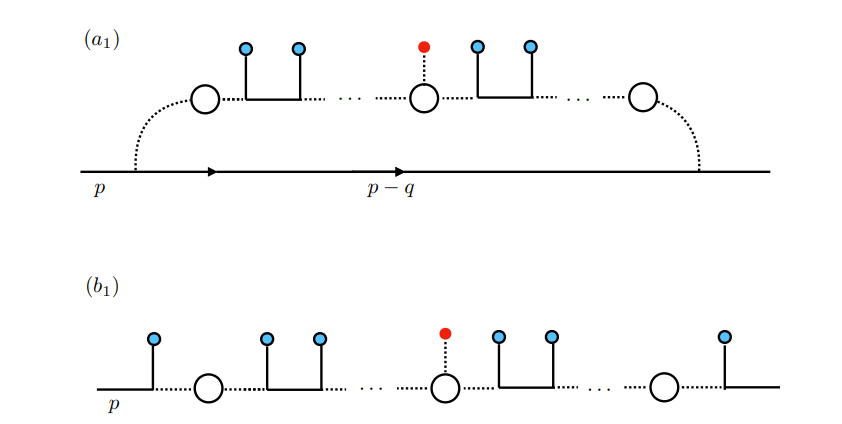 (a₁)
... ...
p p − q
(b₁)
... ...
p